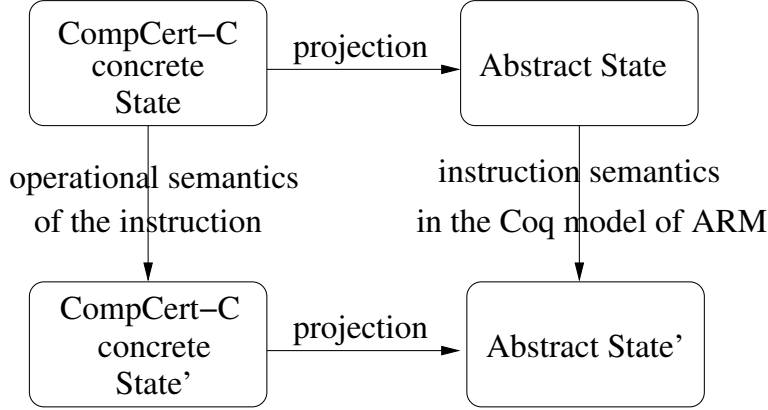 CompCert−C
concrete
State
projection
Abstract State
operational semantics
of the instruction
instruction semantics
in the Coq model of ARM
CompCert−C
concrete
State'
projection
Abstract State'